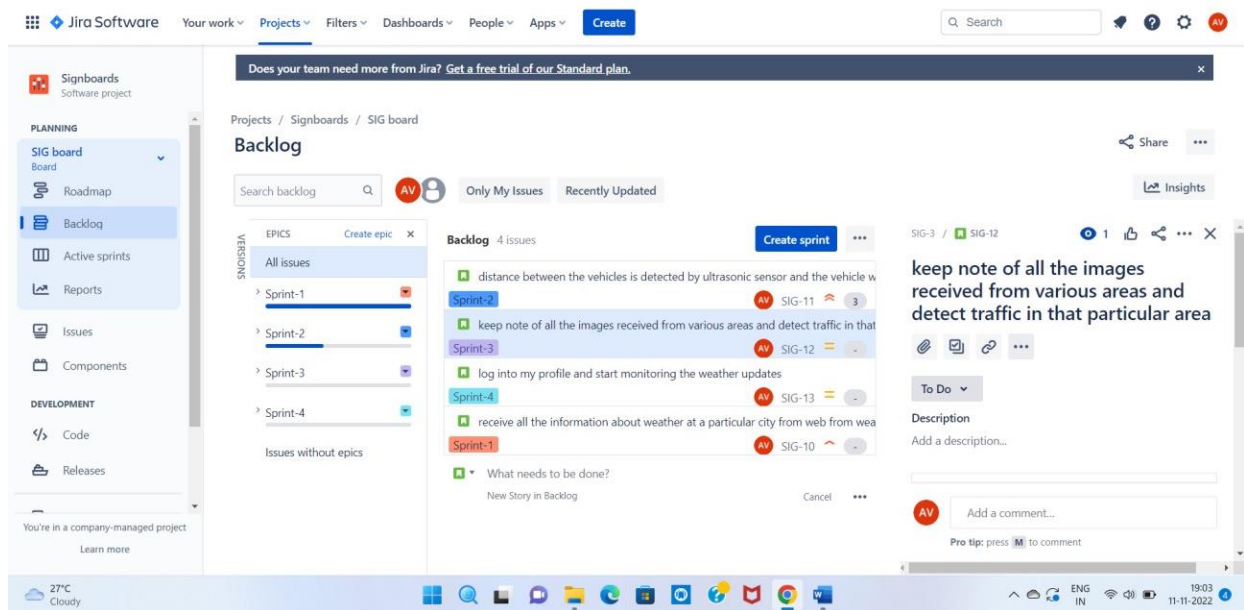 Jira Software Your work Projects Filters Dashboards People Apps Create Search AV
Does your team need more from Jira? Get a free trial of our Standard plan. ×
Signboards
Software project
PLANNING
SIG board
Board
Roadmap
Backlog
Active sprints
Reports
Issues
Components
DEVELOPMENT
Code
Releases
You're in a company-managed project
Learn more
Projects / Signboards / SIG board
Backlog
Share
Search backlog AV Only My Issues Recently Updated Insights
VERSIONS
EPICS Create epic ×
All issues
Sprint-1
Sprint-2
Sprint-3
Sprint-4
Issues without epics
Backlog 4 issues Create sprint
distance between the vehicles is detected by ultrasonic sensor and the vehicle w
Sprint-2 AV SIG-11 3
keep note of all the images received from various areas and detect traffic in that
Sprint-3 AV SIG-12 -
log into my profile and start monitoring the weather updates
Sprint-4 AV SIG-13 -
receive all the information about weather at a particular city from web from wea
Sprint-1 AV SIG-10 -
What needs to be done?
New Story in Backlog Cancel
SIG-3 / SIG-12 1
keep note of all the images
received from various areas and
detect traffic in that particular area
To Do
Description
Add a description...
AV Add a comment...
Pro tip: press M to comment
27°C
Cloudy
ENG
IN
19:03
11-11-2022
4